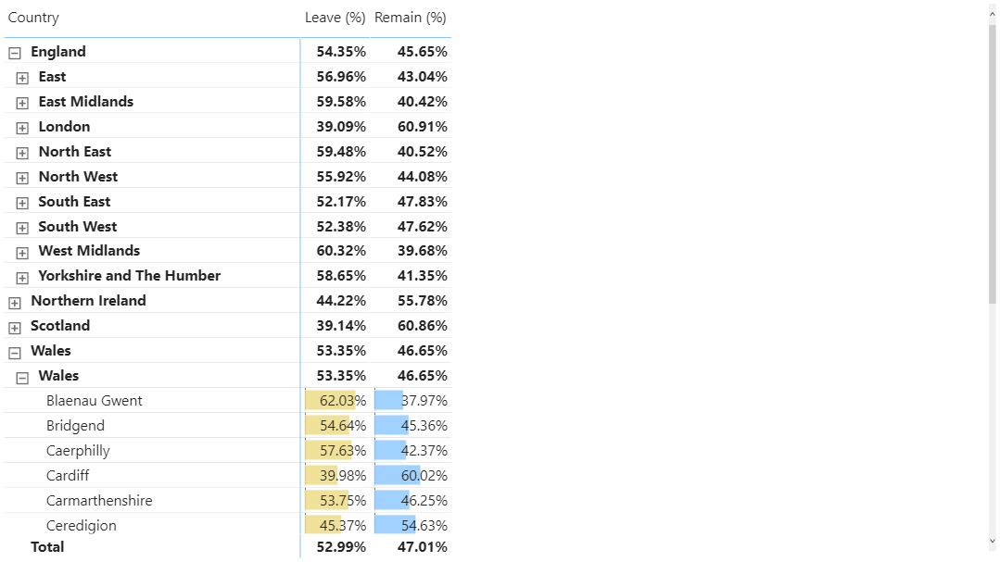 Country Leave (%) Remain (%)
England 54.35% 45.65%
East 56.96% 43.04%
East Midlands 59.58% 40.42%
London 39.09% 60.91%
North East 59.48% 40.52%
North West 55.92% 44.08%
South East 52.17% 47.83%
South West 52.38% 47.62%
West Midlands 60.32% 39.68%
Yorkshire and The Humber 58.65% 41.35%
Northern Ireland 44.22% 55.78%
Scotland 39.14% 60.86%
Wales 53.35% 46.65%
Wales 53.35% 46.65%
Blaenau Gwent 62.03% 37.97%
Bridgend 54.64% 45.36%
Caerphilly 57.63% 42.37%
Cardiff 39.98% 60.02%
Carmarthenshire 53.75% 46.25%
Ceredigion 45.37% 54.63%
Total 52.99% 47.01%